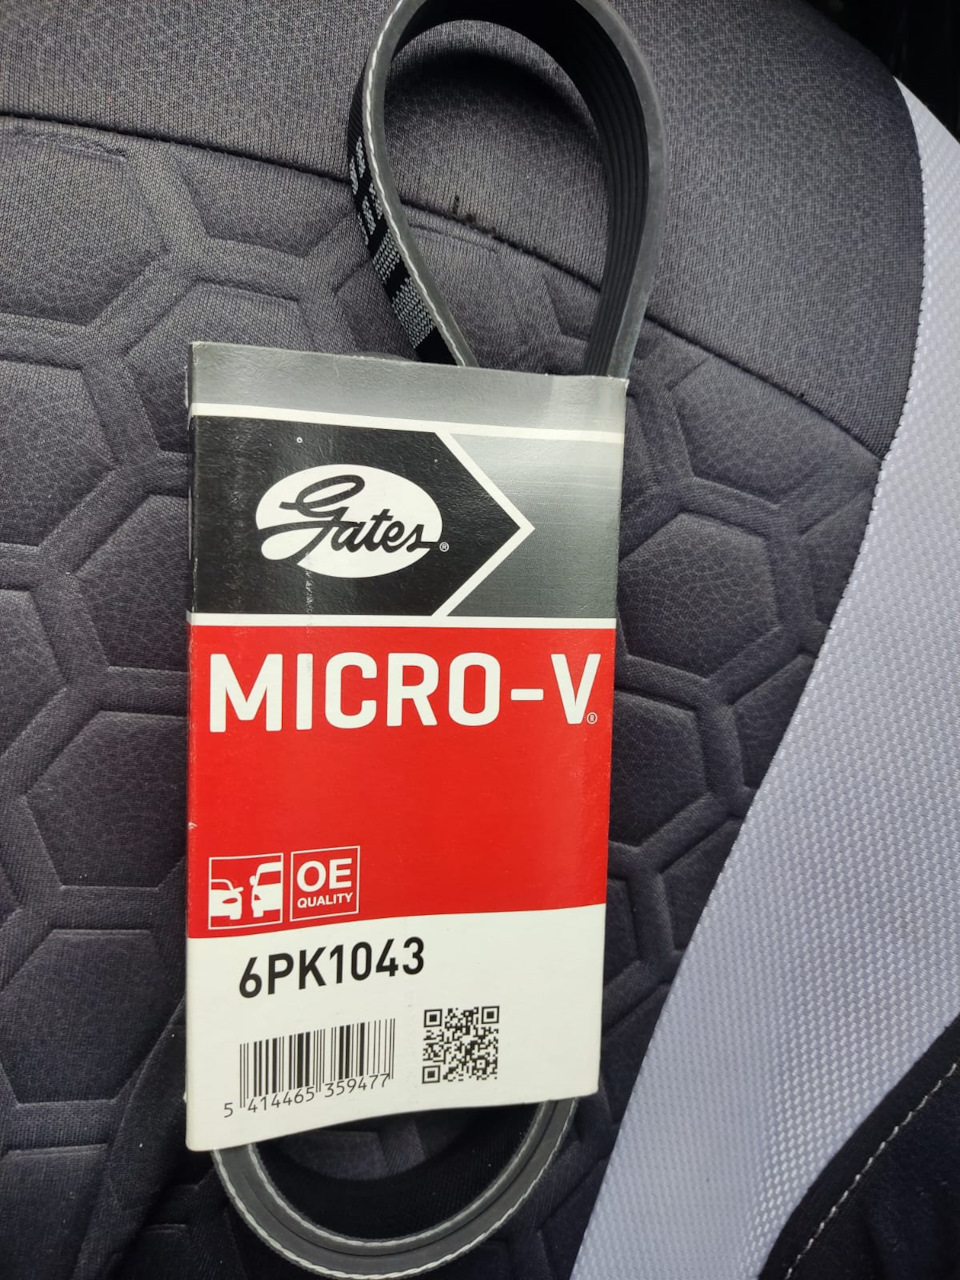 Gates®
MICRO-V®
OE
QUALITY
6PK1043
5 414465 359477